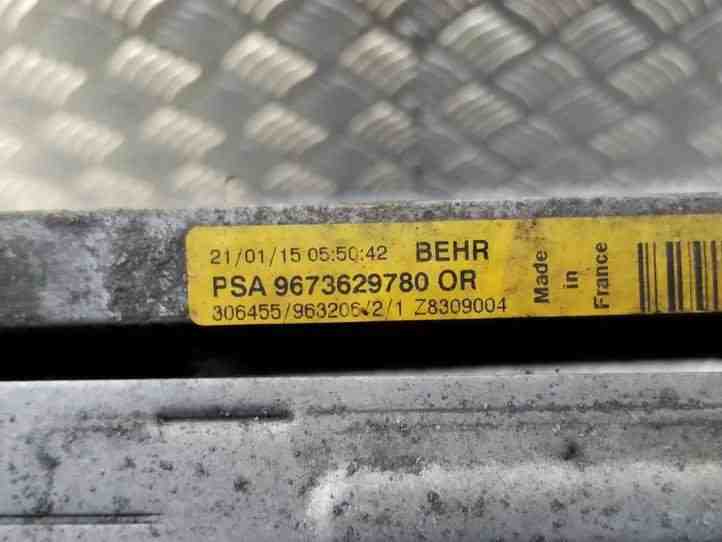 21/01/15 05:50:42 BEHR
PSA 9673629780 OR
306455/963206/2/1 Z8309004
Made
in
France